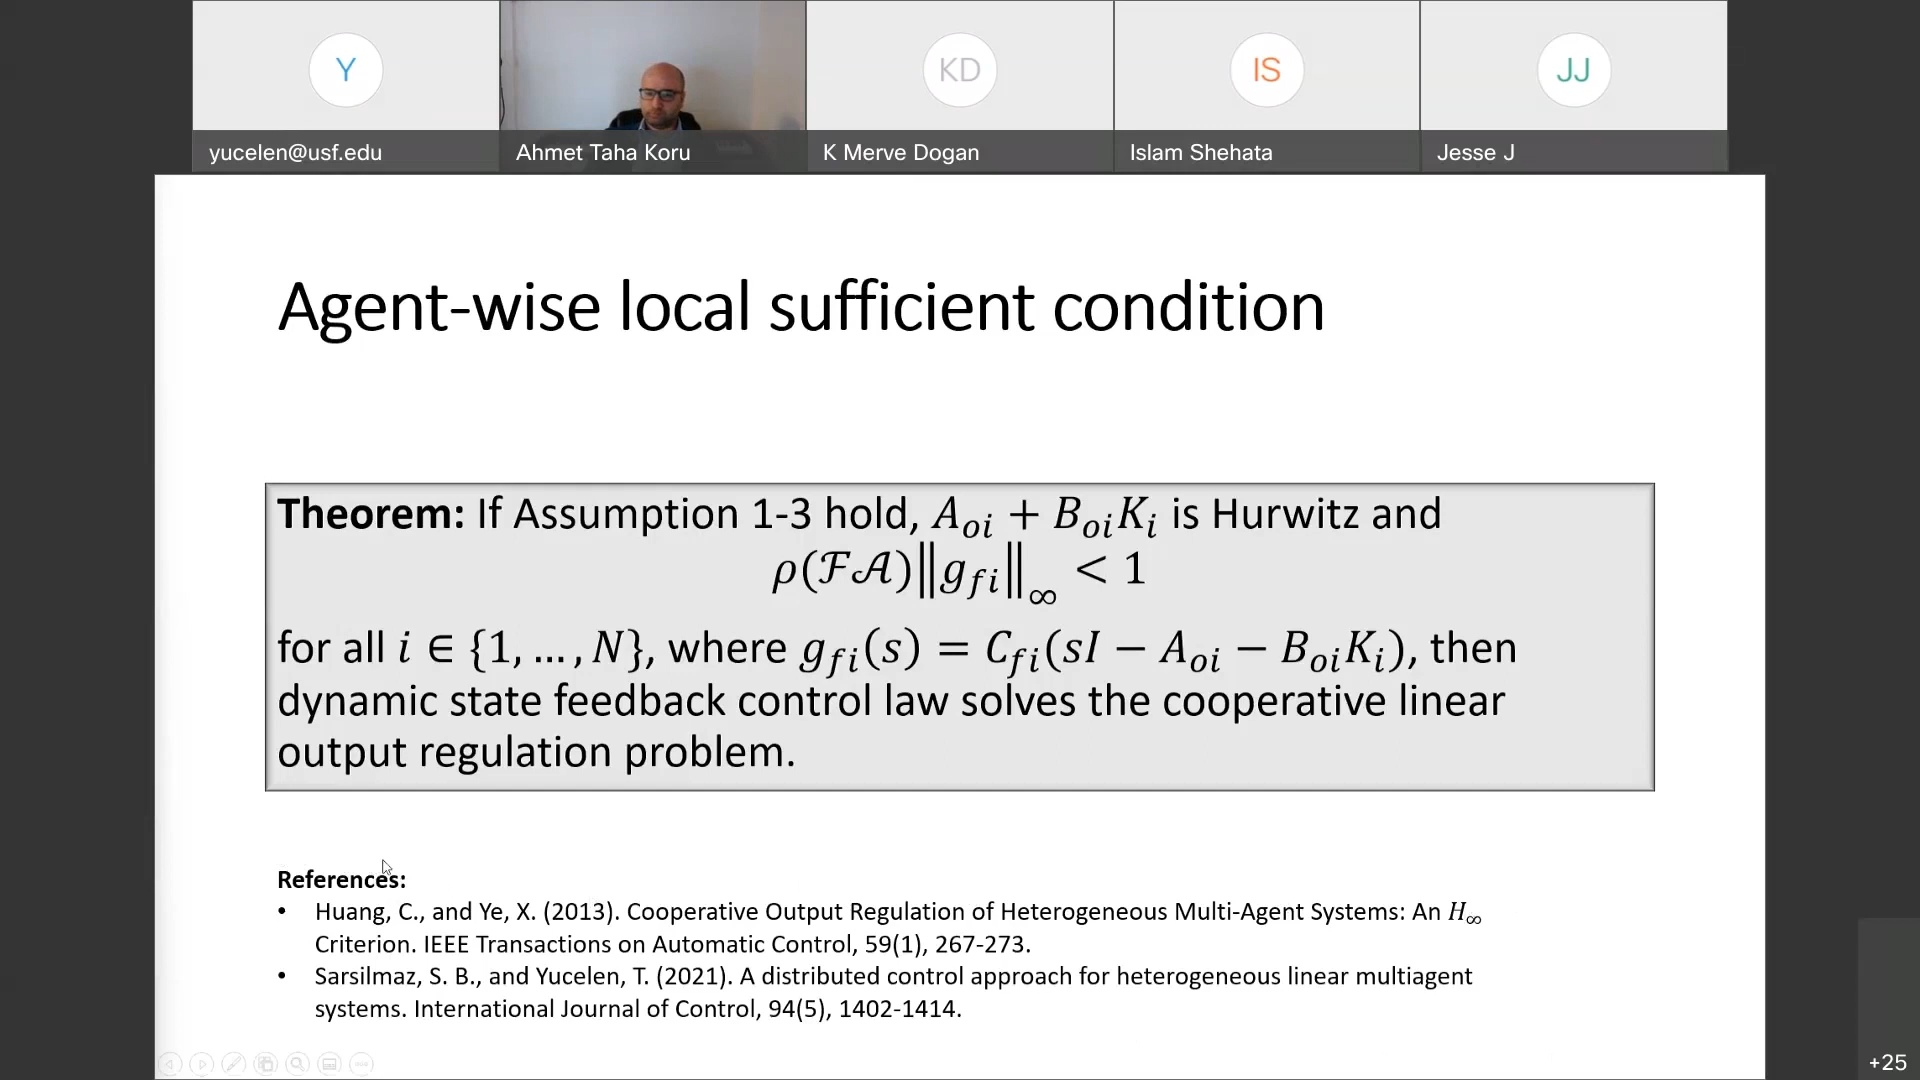 Y
KD
IS
JJ
yucelen@usf.edu
Ahmet Taha Koru
K Merve Dogan
Islam Shehata
Jesse J
Agent-wise local sufficient condition
Theorem: If Assumption 1-3 hold, A_{oi} + B_{oi}K_i is Hurwitz and
ρ(ℱ𝒜)‖g_{fi}‖_∞ < 1
for all i ∈ {1, … , N}, where g_{fi}(s) = C_{fi}(sI − A_{oi} − B_{oi}K_i), then
dynamic state feedback control law solves the cooperative linear
output regulation problem.
References:
• Huang, C., and Ye, X. (2013). Cooperative Output Regulation of Heterogeneous Multi-Agent Systems: An H_∞
Criterion. IEEE Transactions on Automatic Control, 59(1), 267-273.
• Sarsilmaz, S. B., and Yucelen, T. (2021). A distributed control approach for heterogeneous linear multiagent
systems. International Journal of Control, 94(5), 1402-1414.
+25